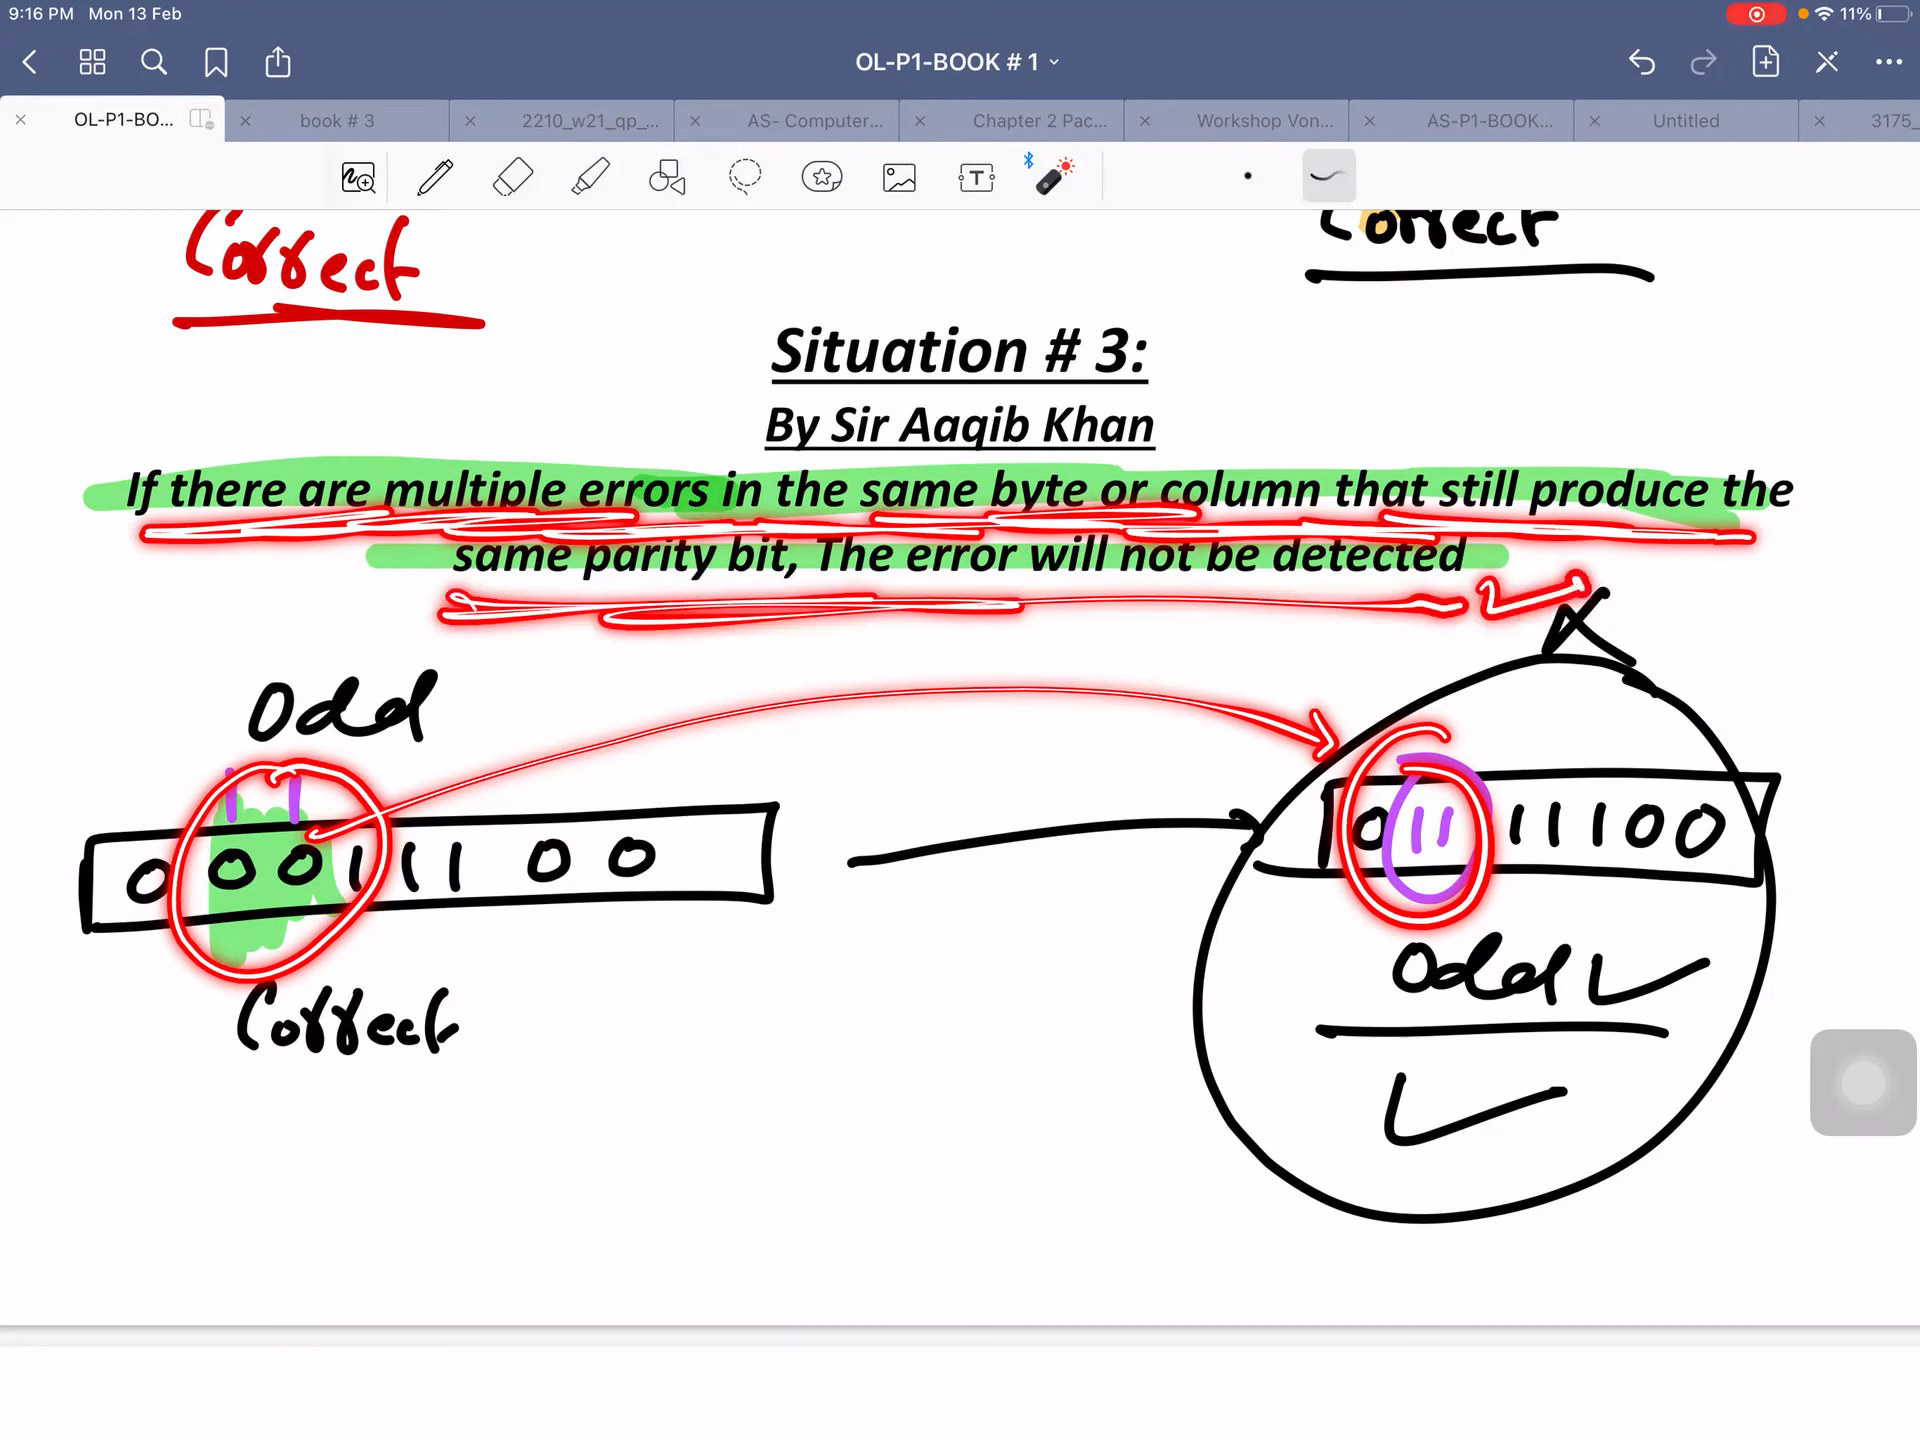 9:16 PM Mon 13 Feb
11%
OL-P1-BOOK # 1
OL-P1-BO...
book # 3
2210_w21_qp_...
AS- Computer...
Chapter 2 Pac...
Workshop Von...
AS-P1-BOOK...
Untitled
3175_
Correct
Correct
Situation # 3:
By Sir Aaqib Khan
If there are multiple errors in the same byte or column that still produce the
same parity bit, The error will not be detected
Odd
1 1
0 0 0 1 1 1 0 0
0 1 1 1 1 1 0 0
Correct
Odd